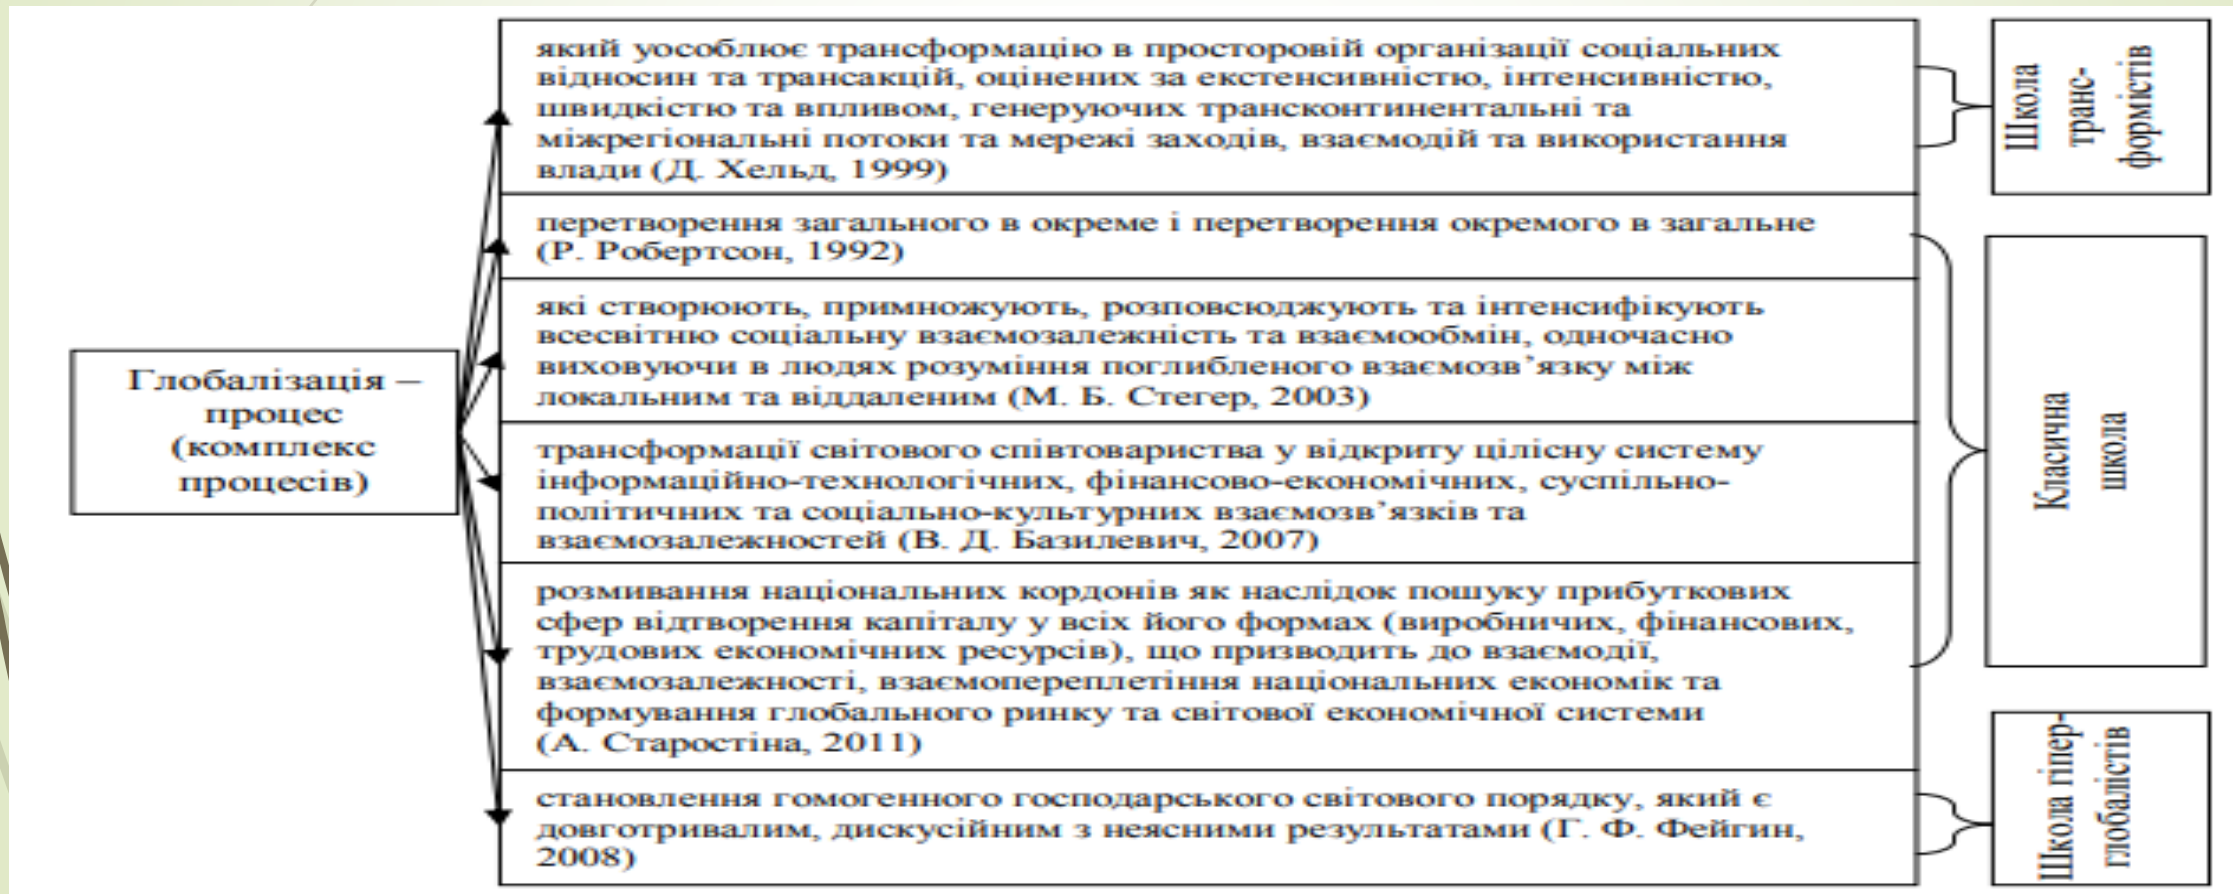 Глобалізація –
процес
(комплекс
процесів)
який уособлює трансформацію в просторовій організації соціальних
відносин та трансакцій, оцінених за екстенсивністю, інтенсивністю,
швидкістю та впливом, генеруючих трансконтинентальні та
міжрегіональні потоки та мережі заходів, взаємодій та використання
влади (Д. Хельд, 1999)
перетворення загального в окреме і перетворення окремого в загальне
(Р. Робертсон, 1992)
які створюють, примножують, розповсюджують та інтенсифікують
всесвітню соціальну взаємозалежність та взаємообмін, одночасно
виховуючи в людях розуміння поглибленого взаємозв’язку між
локальним та віддаленим (М. Б. Стегер, 2003)
трансформації світового співтовариства у відкриту цілісну систему
інформаційно-технологічних, фінансово-економічних, суспільно-
політичних та соціально-культурних взаємозв’язків та
взаємозалежностей (В. Д. Базилевич, 2007)
розмивання національних кордонів як наслідок пошуку прибуткових
сфер відтворення капіталу у всіх його формах (виробничих, фінансових,
трудових економічних ресурсів), що призводить до взаємодії,
взаємозалежності, взаємопереплетіння національних економік та
формування глобального ринку та світової економічної системи
(А. Старостіна, 2011)
становлення гомогенного господарського світового порядку, який є
довготривалим, дискусійним з неясними результатами (Г. Ф. Фейгин,
2008)
Школа
транс-
формістів
Класична
школа
Школа гіпер-
глобалістів